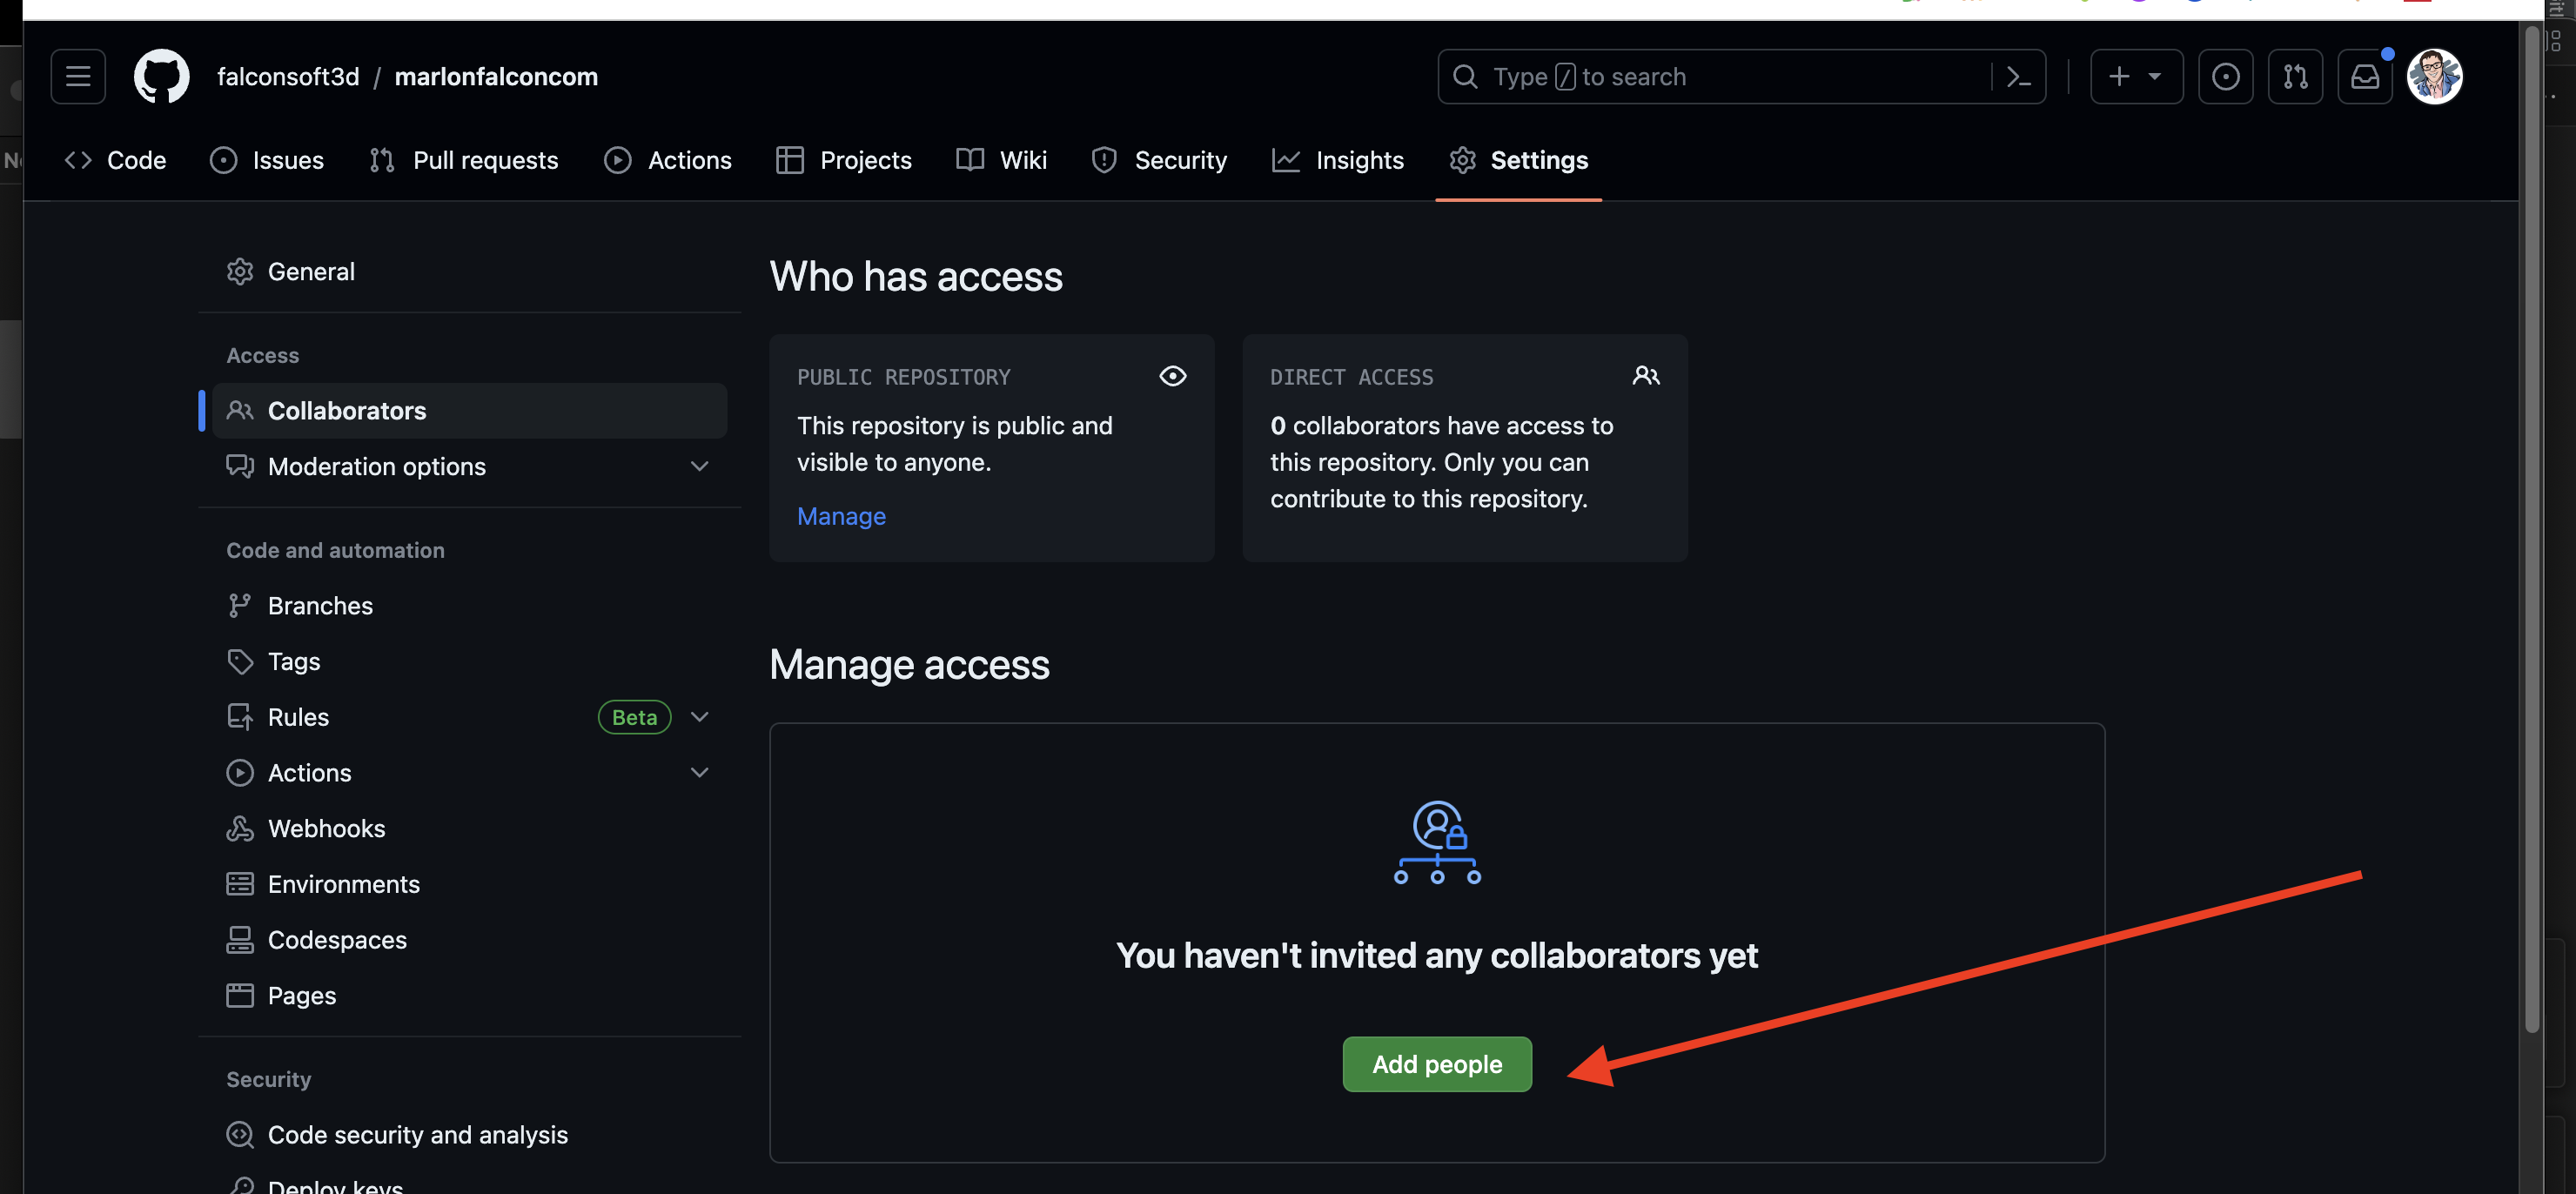 falconsoft3d / marlonfalconcom
Type / to search
Code
Issues
Pull requests
Actions
Projects
Wiki
Security
Insights
Settings
General
Access
Collaborators
Moderation options
Code and automation
Branches
Tags
Rules
Beta
Actions
Webhooks
Environments
Codespaces
Pages
Security
Code security and analysis
Deploy keys
Who has access
PUBLIC REPOSITORY
This repository is public and
visible to anyone.
Manage
DIRECT ACCESS
0 collaborators have access to
this repository. Only you can
contribute to this repository.
Manage access
You haven't invited any collaborators yet
Add people